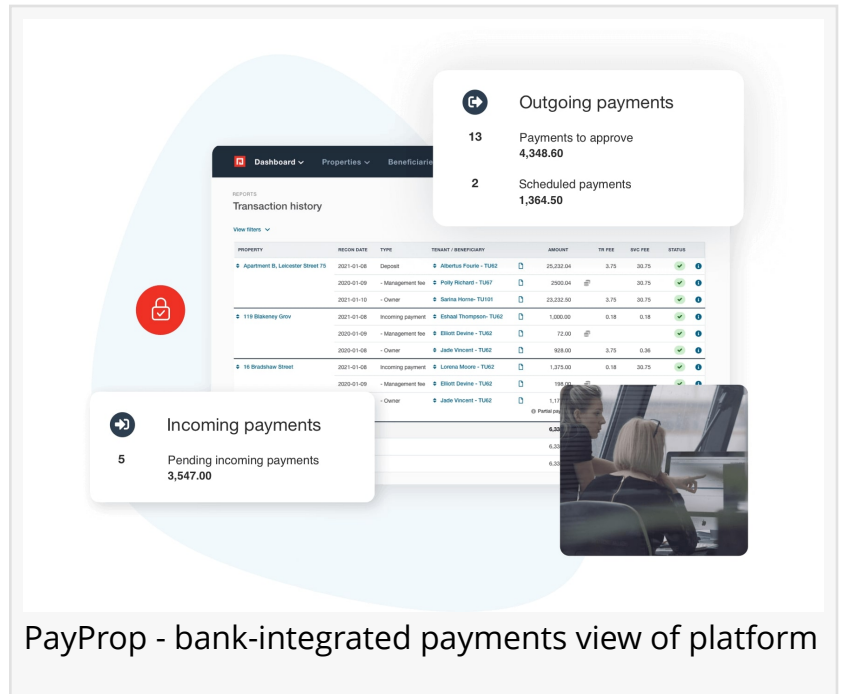 Outgoing payments
13 Payments to approve
4,348.60
2 Scheduled payments
1,364.50
Dashboard Properties
REPORTS
Transaction history
View filters
PROPERTY RECON DATE TYPE TENANT / BENEFICIARY AMOUNT TR FEE SVC FEE STATUS
Apartment B, Leicester Street 75 2021-01-08 Deposit Albertus Fourie - TU62 25,232.04 3.75 30.75
2020-01-09 - Management fee Polly Richard - TU67 2500.04 30.75
2021-01-10 - Owner Sarina Horne- TU101 23,232.50 3.75 30.75
119 Blakeney Grov 2021-01-08 Incoming payment Eshaal Thompson- TU62 1,000.00 0.18 0.18
2020-01-09 - Management fee Elliott Devine - TU62 72.00
2020-01-08 - Owner Jade Vincent - TU62 928.00 3.75 0.36
16 Bradshaw Street 2021-01-08 Incoming payment Lorena Moore - TU62 1,375.00 0.18 30.75
2020-01-09 - Management fee Elliott Devine - TU62 198.00
- Owner Jade Vincent - TU62
Partial
Incoming payments
5 Pending incoming payments
3,547.00
PayProp - bank-integrated payments view of platform